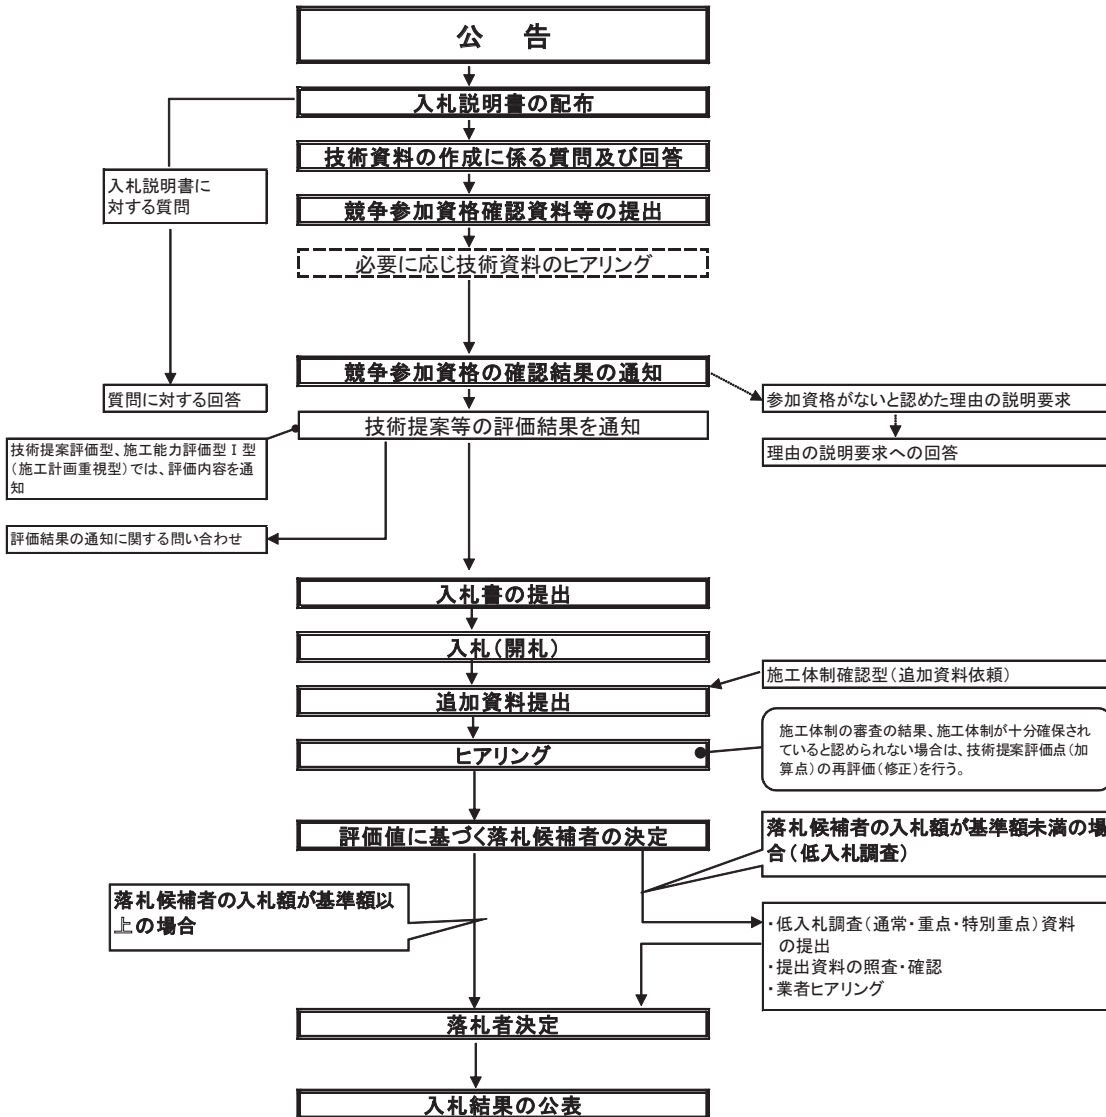 公　告
入札説明書の配布
技術資料の作成に係る質問及び回答
入札説明書に
対する質問
競争参加資格確認資料等の提出
必要に応じ技術資料のヒアリング
競争参加資格の確認結果の通知
質問に対する回答
参加資格がないと認めた理由の説明要求
技術提案等の評価結果を通知
技術提案評価型、施工能力評価型Ⅰ型
(施工計画重視型)では、評価内容を通
知
理由の説明要求への回答
評価結果の通知に関する問い合わせ
入札書の提出
入札(開札)
施工体制確認型(追加資料依頼)
追加資料提出
施工体制の審査の結果、施工体制が十分確保され
ていると認められない場合は、技術提案評価点(加
算点)の再評価(修正)を行う。
ヒアリング
評価値に基づく落札候補者の決定
落札候補者の入札額が基準額未満の場
合(低入札調査)
落札候補者の入札額が基準額以
上の場合
・低入札調査(通常・重点・特別重点)資料
の提出
・提出資料の照査・確認
・業者ヒアリング
落札者決定
入札結果の公表